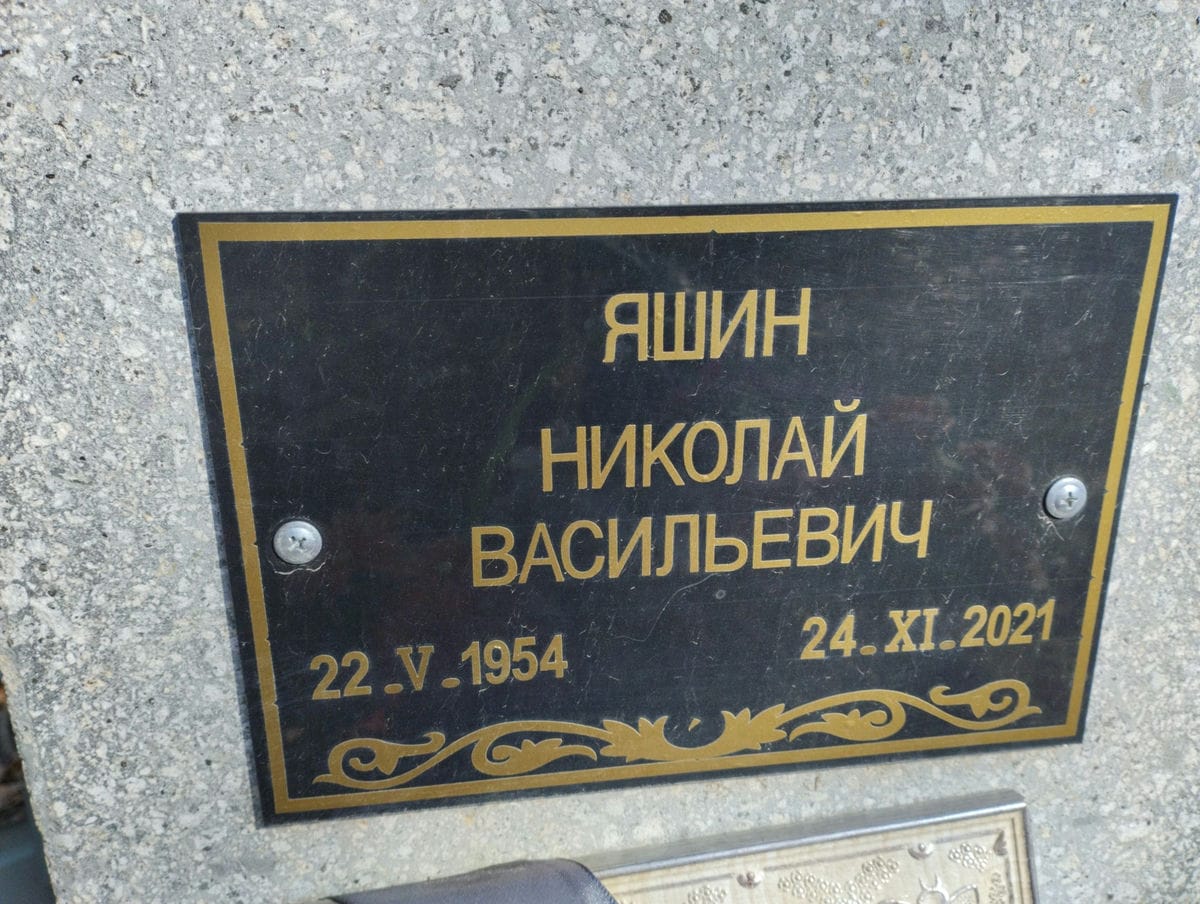 ЯШИН
НИКОЛАЙ
ВАСИЛЬЕВИЧ
22.V.1954 24.XI.2021